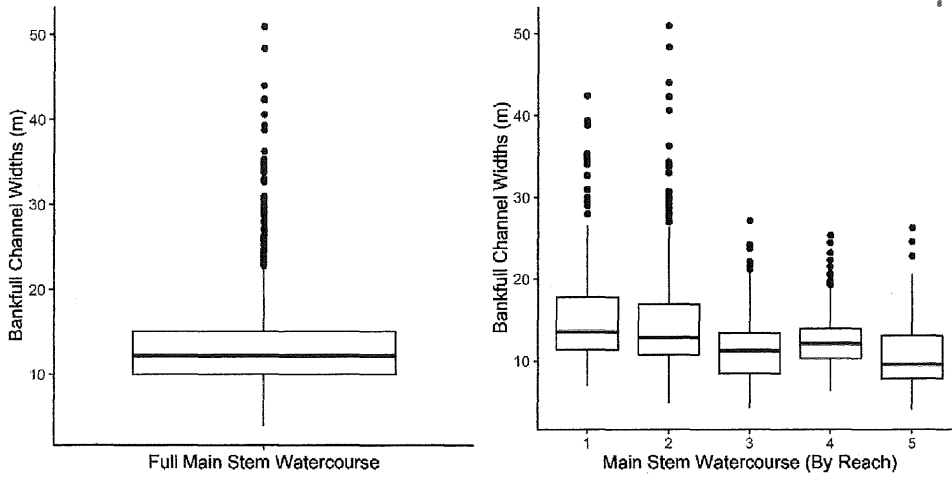 Bankfull Channel Widths (m)
50
40
30
20
10
Full Main Stem Watercourse
Bankfull Channel Widths (m)
50
40
30
20
10
1 2 3 4 5
Main Stem Watercourse (By Reach)